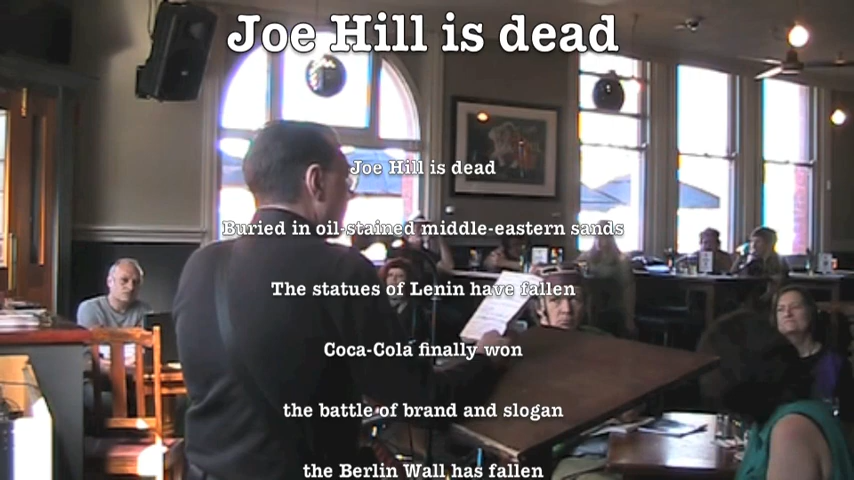 Joe Hill is dead
Joe Hill is dead
Buried in oil-stained middle-eastern sands
The statues of Lenin have fallen
Coca-Cola finally won
the battle of brand and slogan
the Berlin Wall has fallen